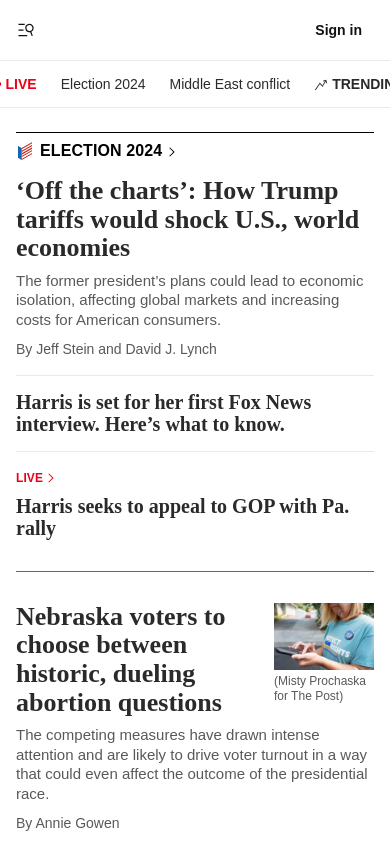 Sign in
LIVE
Election 2024
Middle East conflict
ELECTION 2024
‘Off the charts’: How Trump
tariffs would shock U.S., world
economies
The former president’s plans could lead to economic
isolation, affecting global markets and increasing
costs for American consumers.
By Jeff Stein and David J. Lynch
Harris is set for her first Fox News
interview. Here’s what to know.
LIVE
Harris seeks to appeal to GOP with Pa.
rally
Nebraska voters to
choose between
historic, dueling
abortion questions
(Misty Prochaska
for The Post)
The competing measures have drawn intense
attention and are likely to drive voter turnout in a way
that could even affect the outcome of the presidential
race.
By Annie Gowen